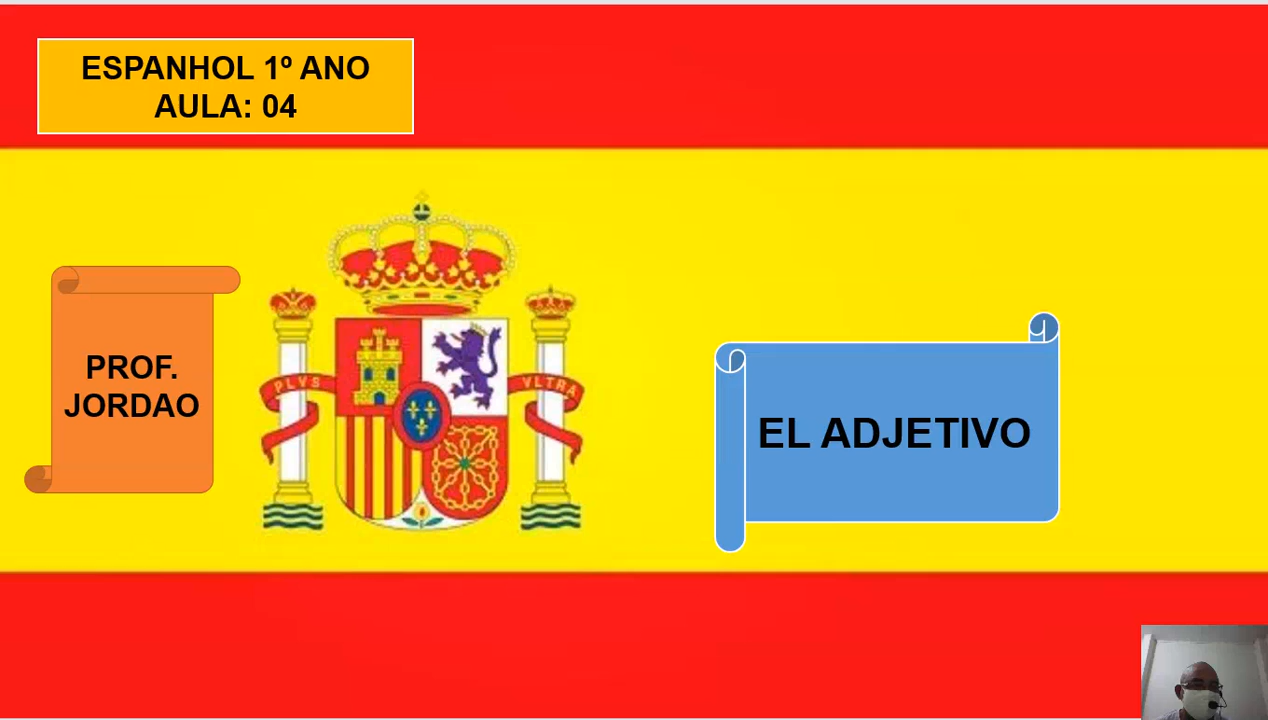 ESPANHOL 1º ANO
AULA: 04
PROF.
JORDAO
PLVS
VLTRA
EL ADJETIVO